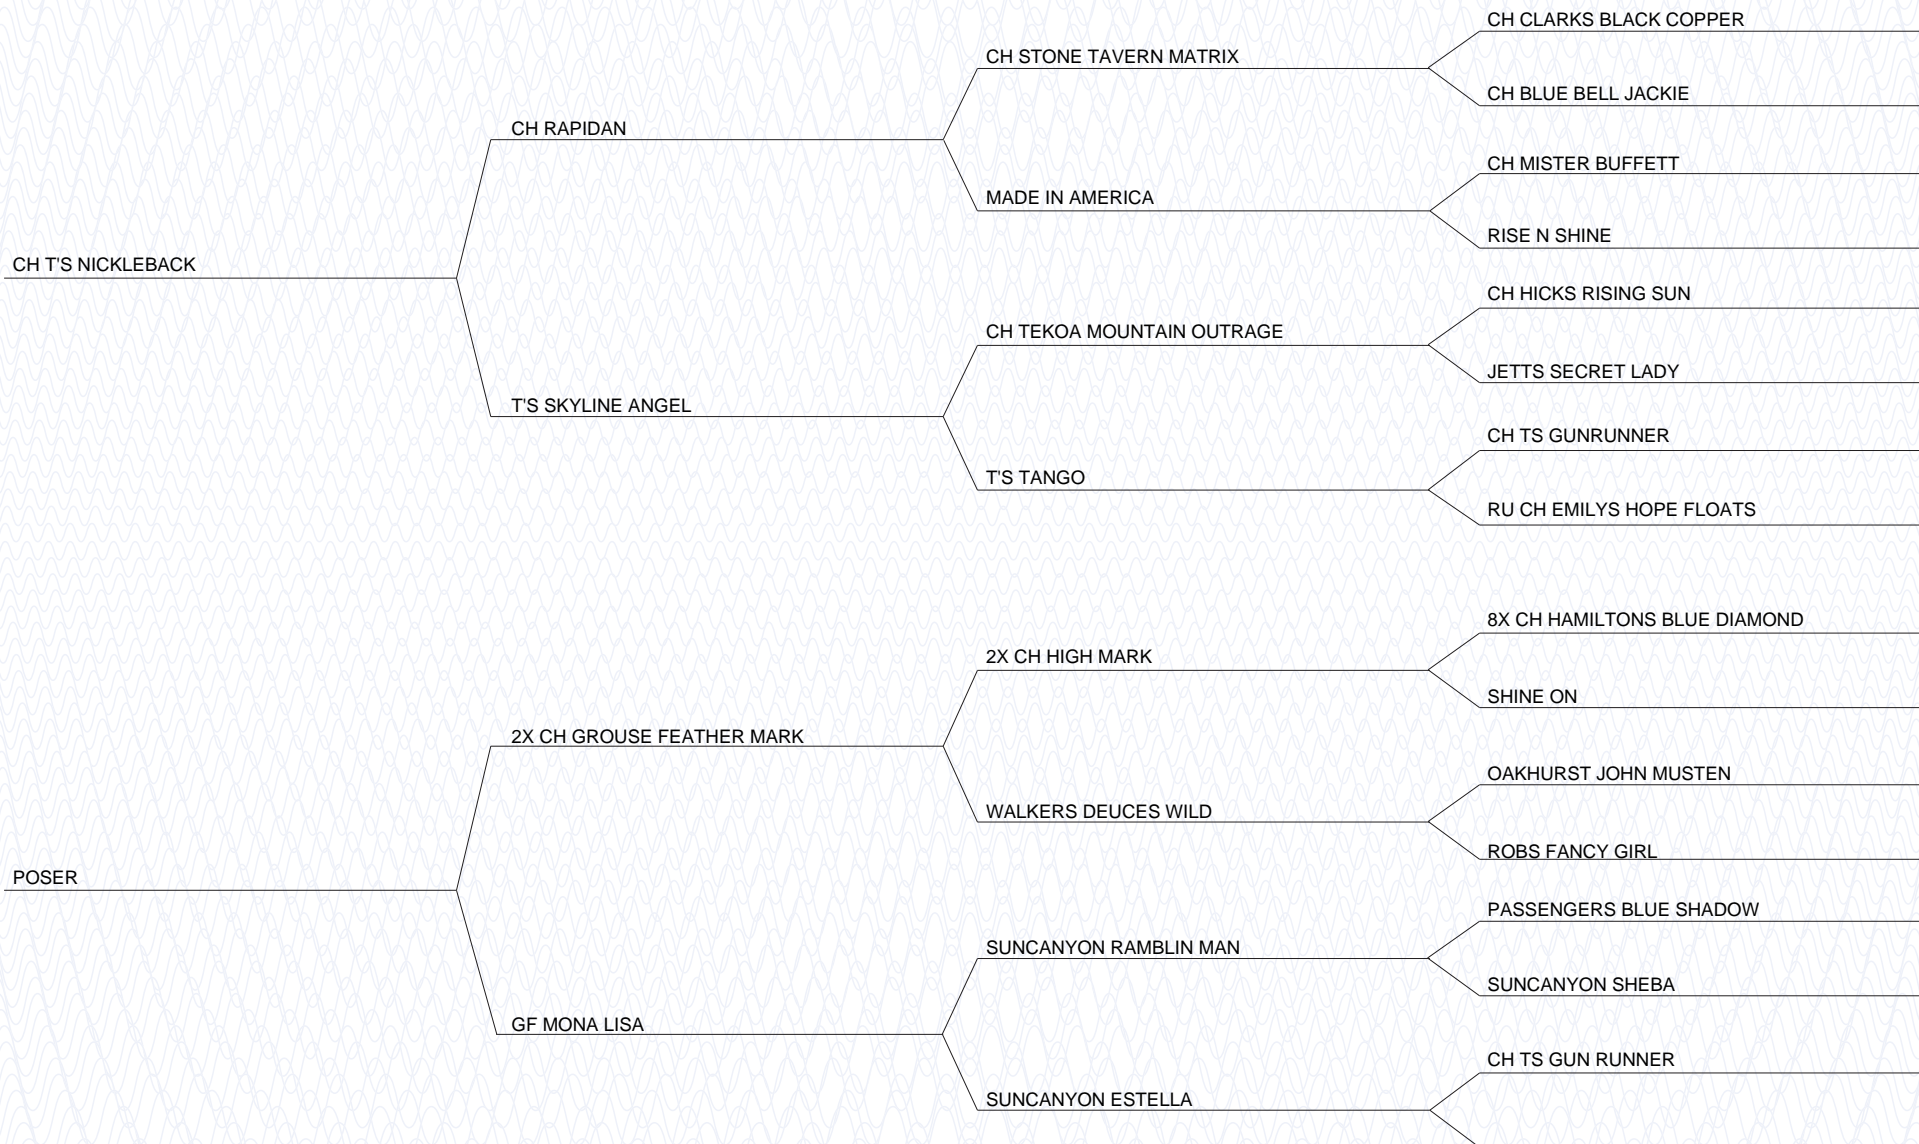 CH CLARKS BLACK COPPER
CH STONE TAVERN MATRIX
CH BLUE BELL JACKIE
CH RAPIDAN
CH MISTER BUFFETT
MADE IN AMERICA
RISE N SHINE
CH T'S NICKLEBACK
CH HICKS RISING SUN
CH TEKOA MOUNTAIN OUTRAGE
JETTS SECRET LADY
T'S SKYLINE ANGEL
CH TS GUNRUNNER
T'S TANGO
RU CH EMILYS HOPE FLOATS
8X CH HAMILTONS BLUE DIAMOND
2X CH HIGH MARK
SHINE ON
2X CH GROUSE FEATHER MARK
OAKHURST JOHN MUSTEN
WALKERS DEUCES WILD
ROBS FANCY GIRL
POSER
PASSENGERS BLUE SHADOW
SUNCANYON RAMBLIN MAN
SUNCANYON SHEBA
GF MONA LISA
CH TS GUN RUNNER
SUNCANYON ESTELLA